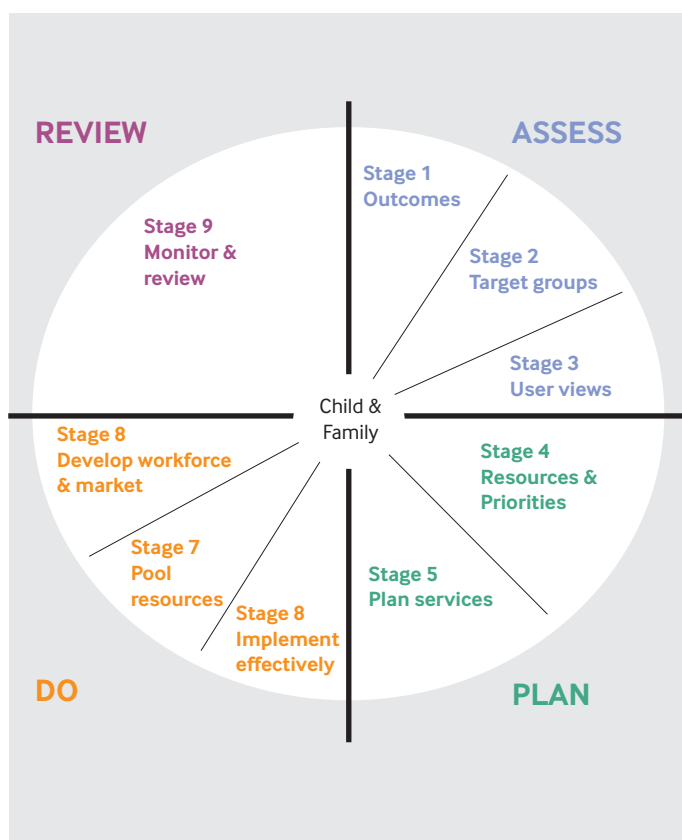 REVIEW
ASSESS
Stage 1
Outcomes
Stage 2
Target groups
Stage 3
User views
Stage 9
Monitor &
review
Child &
Family
Stage 8
Develop workforce
& market
Stage 4
Resources &
Priorities
Stage 7
Pool
resources
Stage 5
Plan services
Stage 8
Implement
effectively
DO
PLAN